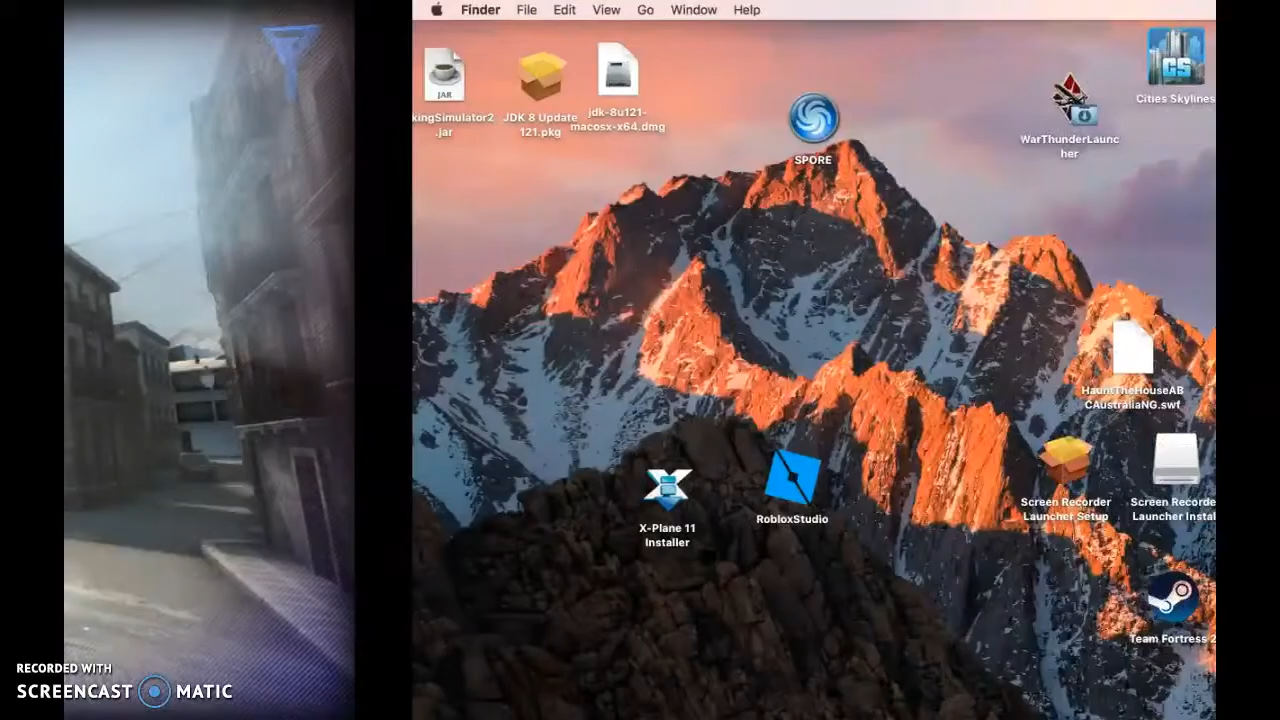 Finder File Edit View Go Window Help
JAR
kingSimulator2
.jar
JDK 8 Update
121.pkg
jdk-8u121-
macosx-x64.dmg
SPORE
WarThunderLaunc
her
CS
Cities Skylines
HauntTheHouseAB
CAustraliaNG.swf
Screen Recorder
Launcher Setup
Screen Recorde
Launcher Instal
X-Plane 11
Installer
RobloxStudio
Team Fortress 2
RECORDED WITH
SCREENCAST MATIC